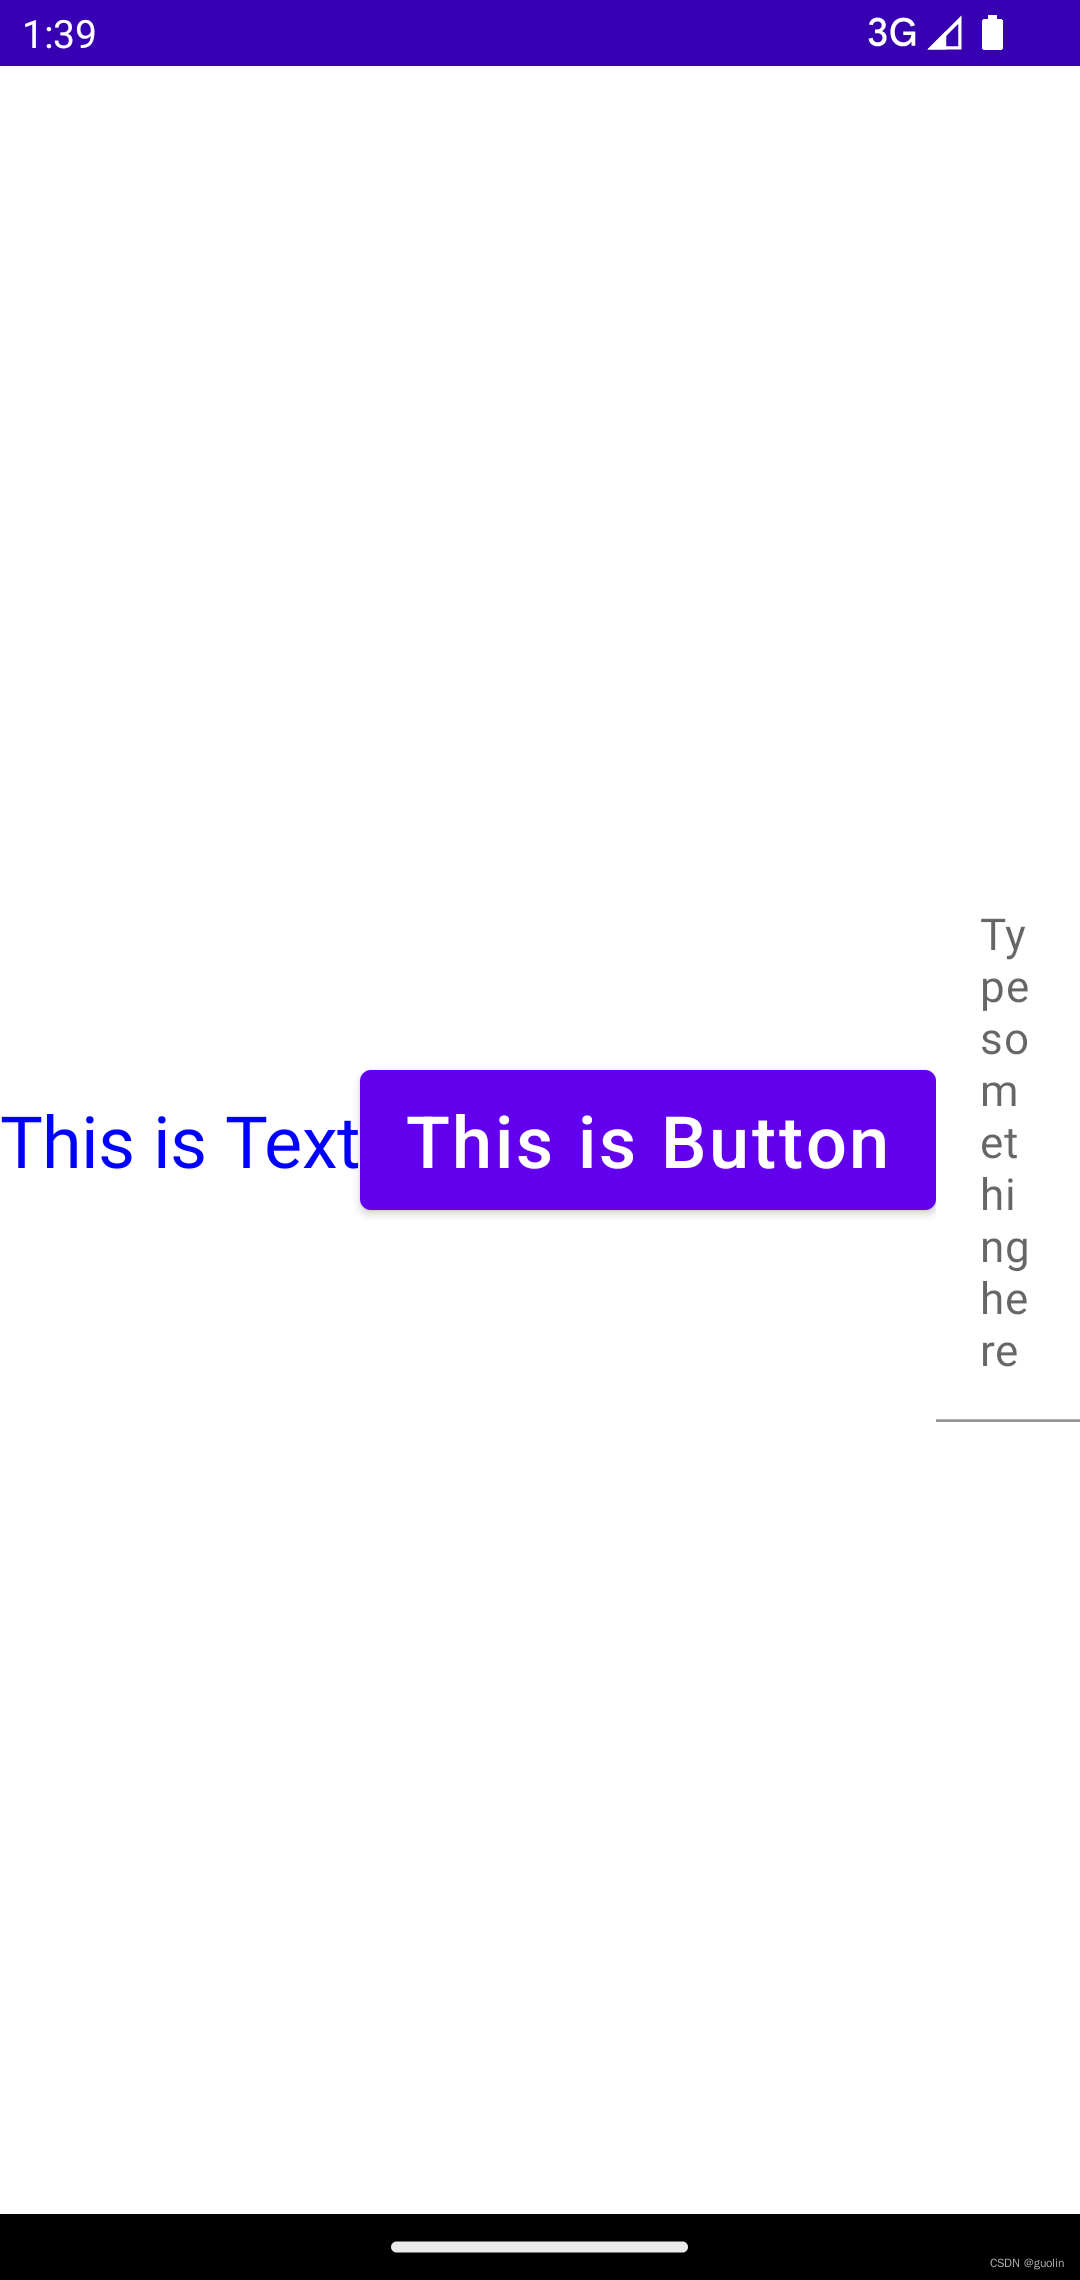 1:39
3G
This is Text
This is Button
Ty
pe
so
m
et
hi
ng
he
re
CSDN @guolin